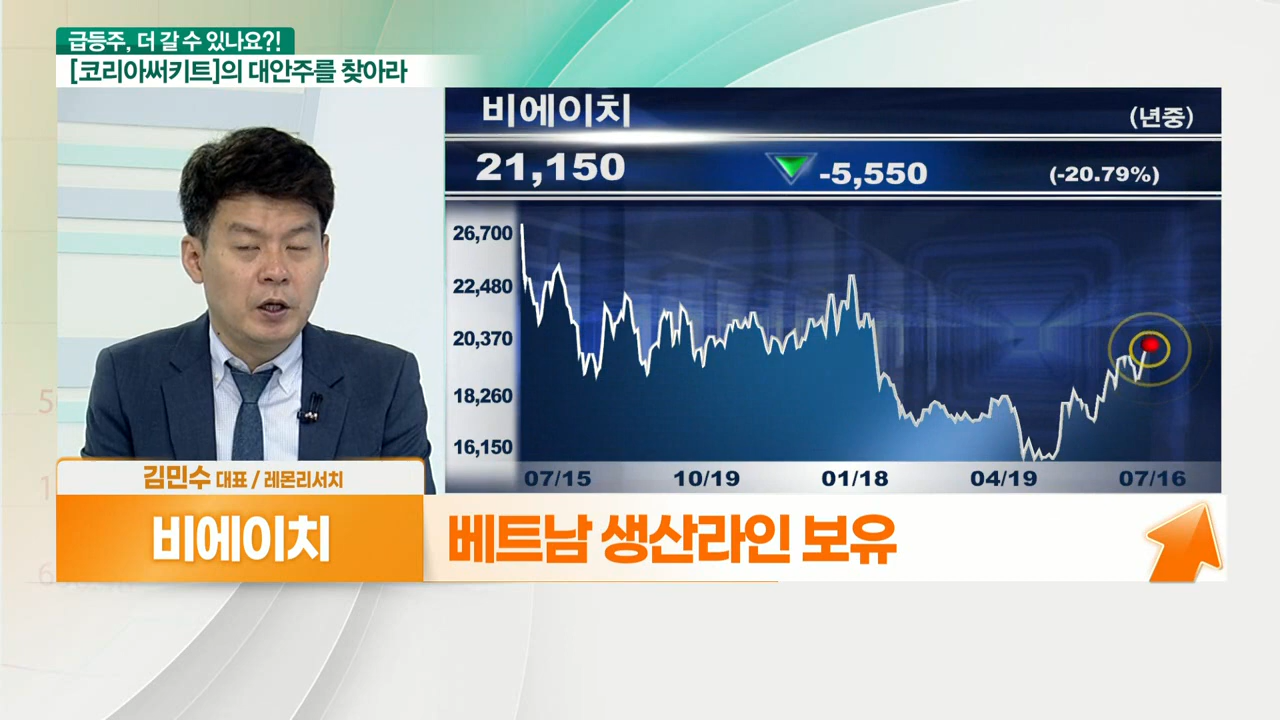 급등주, 더 갈 수 있나요?!
[코리아써키트]의 대안주를 찾아라
비에이치
(년중)
21,150
-5,550
(-20.79%)
26,700
22,480
20,370
18,260
16,150
07/15
10/19
01/18
04/19
07/16
김민수 대표 / 레몬리서치
비에이치
베트남 생산라인 보유
5
1
6